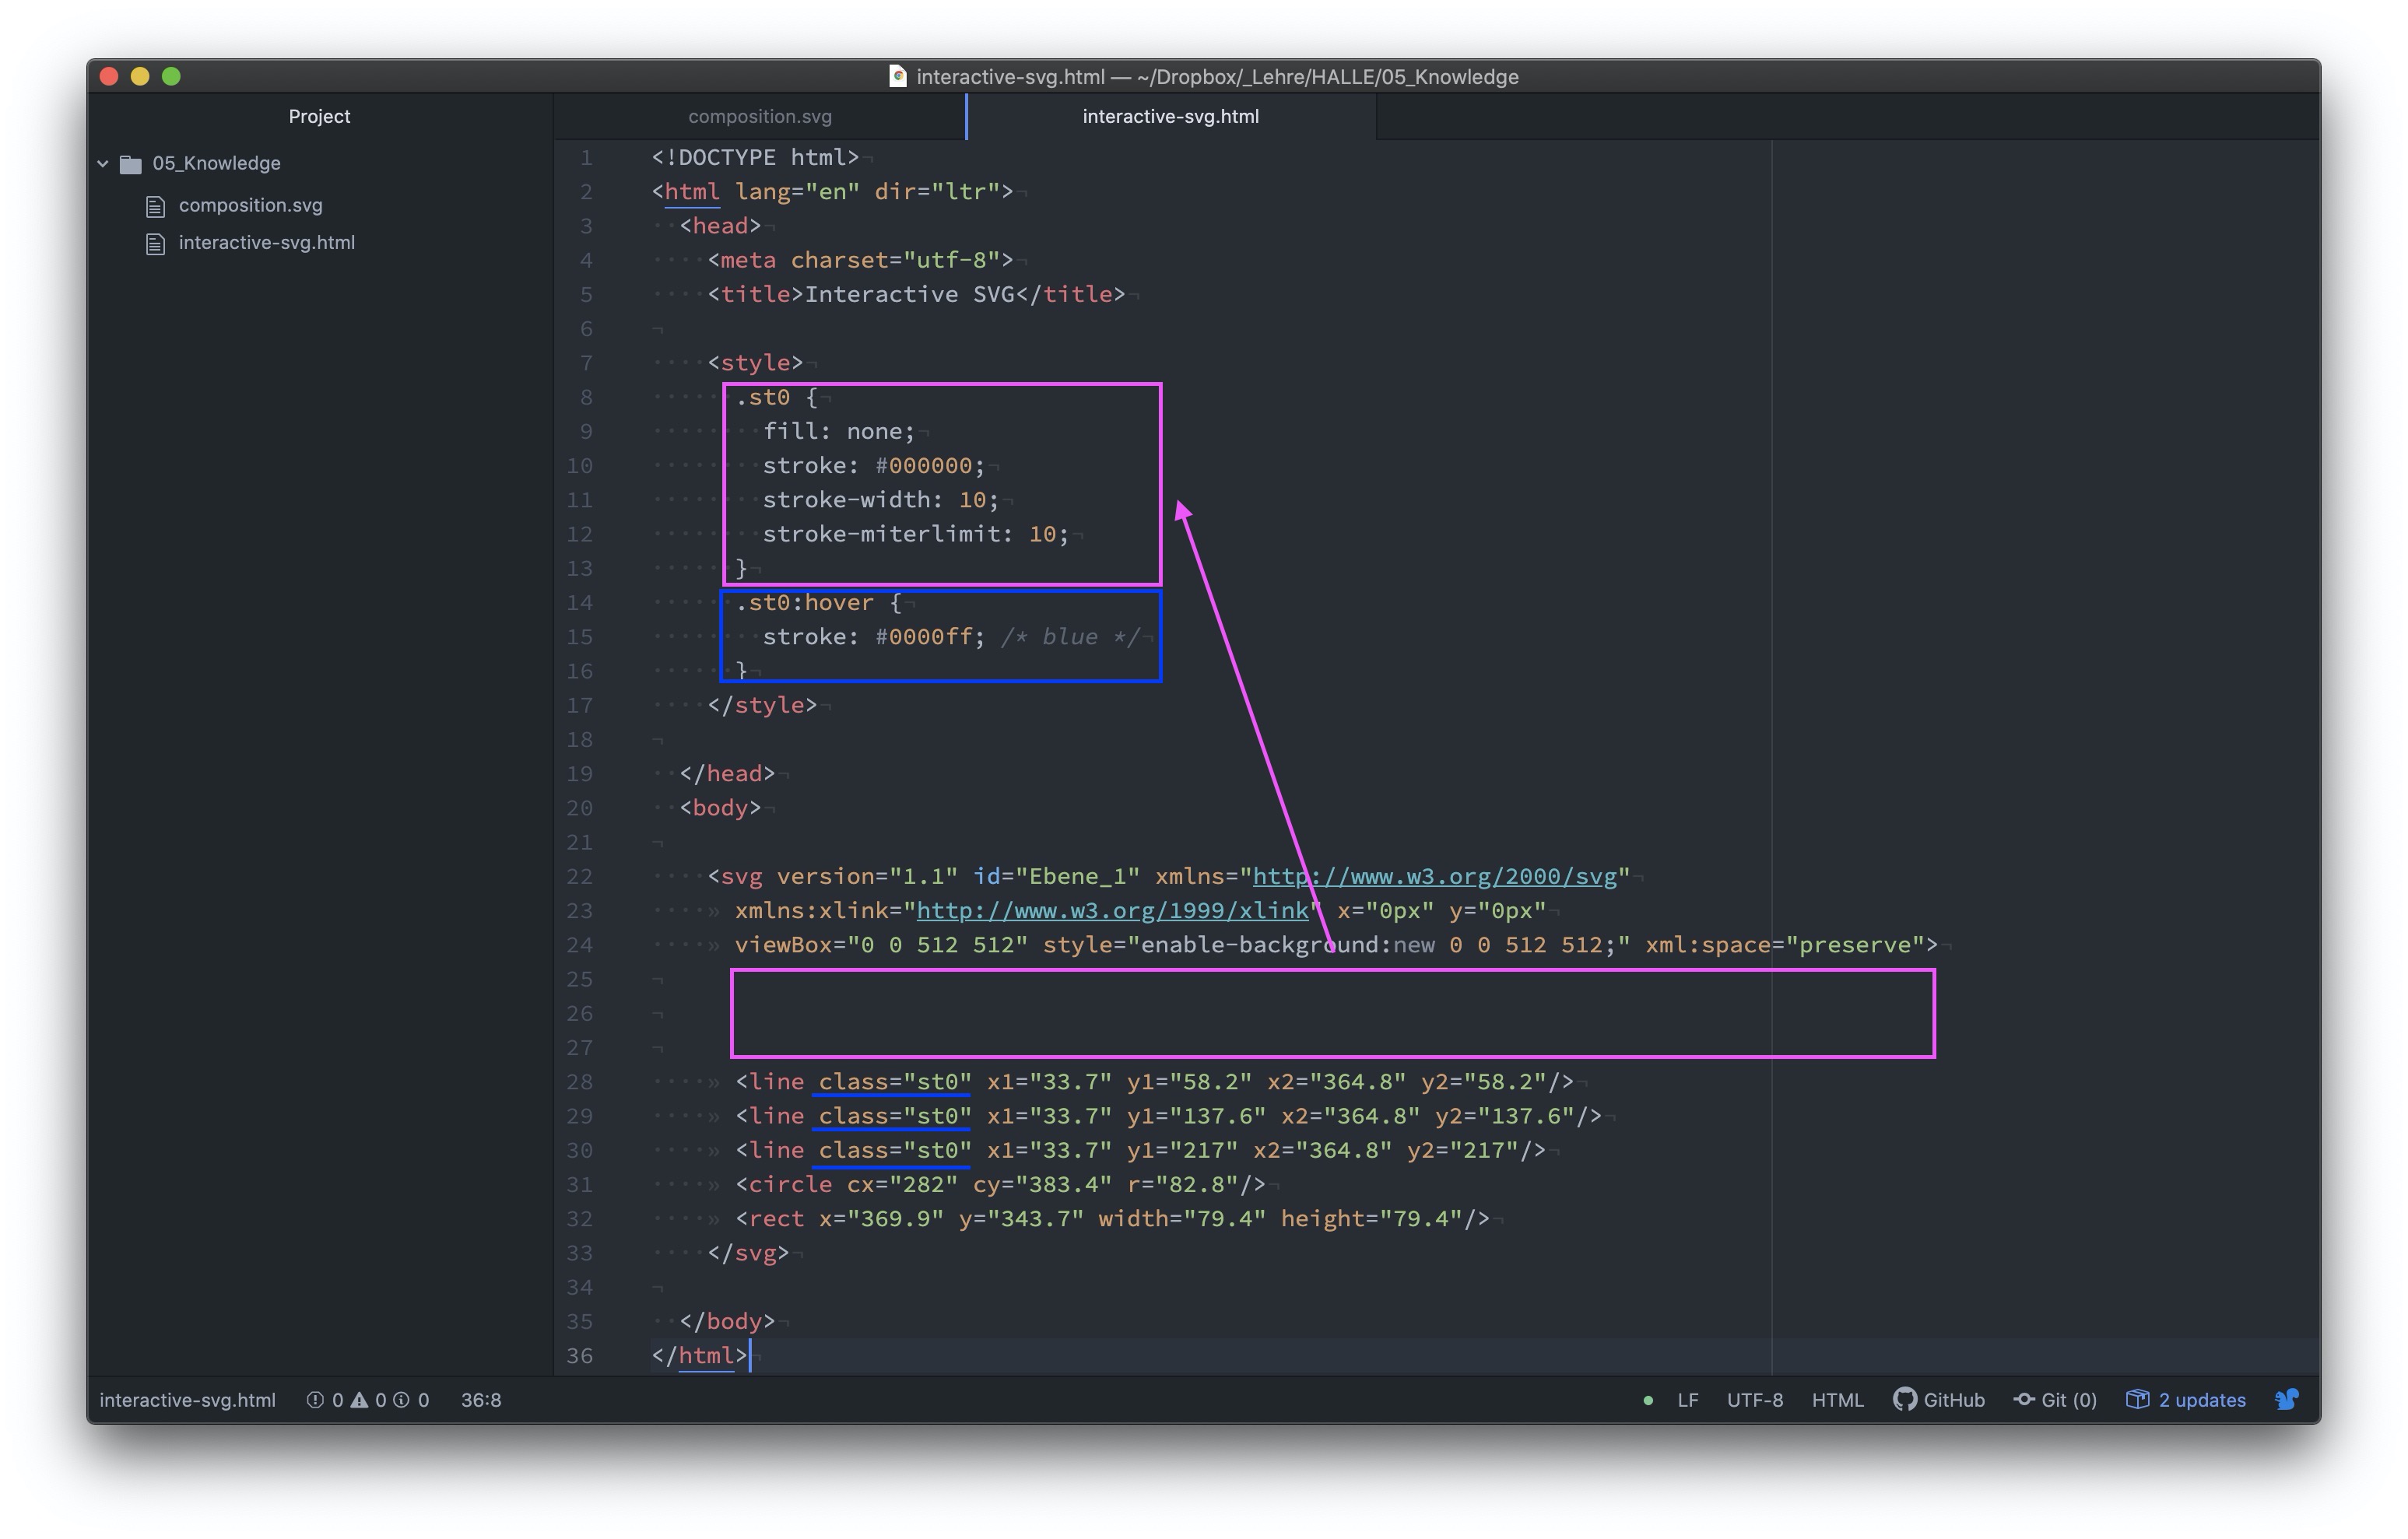 interactive-svg.html — ~/Dropbox/_Lehre/HALLE/05_Knowledge
Project
composition.svg
interactive-svg.html
05_Knowledge
composition.svg
interactive-svg.html
1 <!DOCTYPE html>
2 <html lang="en" dir="ltr">
3 <head>
4 <meta charset="utf-8">
5 <title>Interactive SVG</title>
6
7 <style>
8 .st0 {
9 fill: none;
10 stroke: #000000;
11 stroke-width: 10;
12 stroke-miterlimit: 10;
13 }
14 .st0:hover {
15 stroke: #0000ff; /* blue */
16 }
17 </style>
18
19 </head>
20 <body>
21
22 <svg version="1.1" id="Ebene_1" xmlns="http://www.w3.org/2000/svg"
23 xmlns:xlink="http://www.w3.org/1999/xlink" x="0px" y="0px"
24 viewBox="0 0 512 512" style="enable-background:new 0 0 512 512;" xml:space="preserve">
25
26
27
28 <line class="st0" x1="33.7" y1="58.2" x2="364.8" y2="58.2"/>
29 <line class="st0" x1="33.7" y1="137.6" x2="364.8" y2="137.6"/>
30 <line class="st0" x1="33.7" y1="217" x2="364.8" y2="217"/>
31 <circle cx="282" cy="383.4" r="82.8"/>
32 <rect x="369.9" y="343.7" width="79.4" height="79.4"/>
33 </svg>
34
35 </body>
36 </html>
interactive-svg.html 0 0 0 36:8 LF UTF-8 HTML GitHub Git (0) 2 updates